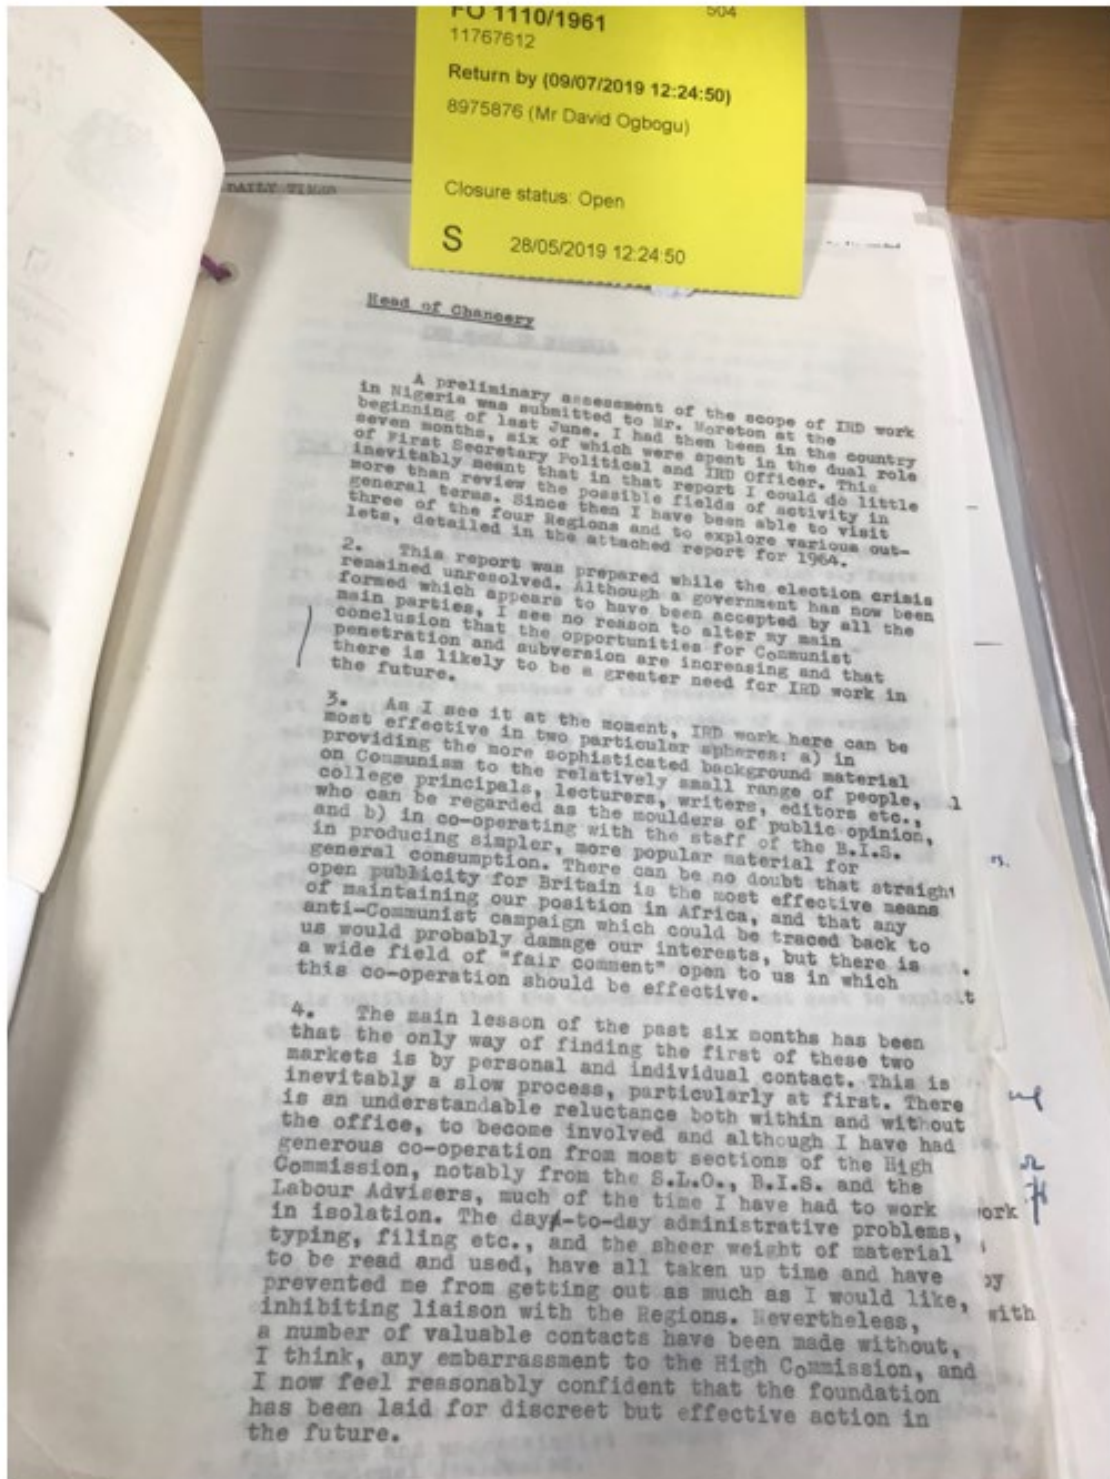 FO 1110/1961
504
11767612
Return by (09/07/2019 12:24:50)
8975876 (Mr David Ogbogu)
Closure status: Open
S 28/05/2019 12:24:50
DAILY TIMES
Head of Chancery
A preliminary assessment of the scope of IRD work
in Nigeria was submitted to Mr. Moreton at the
beginning of last June. I had then been in the country
seven months, six of which were spent in the dual role
of First Secretary Political and IRD Officer. This
inevitably meant that in that report I could do little
more than review the possible fields of activity in
general terms. Since then I have been able to visit
three of the four Regions and to explore various out-
lets, detailed in the attached report for 1964.
2. This report was prepared while the election crisis
remained unresolved. Although a government has now been
formed which appears to have been accepted by all the
main parties, I see no reason to alter my main
conclusion that the opportunities for Communist
penetration and subversion are increasing and that
there is likely to be a greater need for IRD work in
the future.
3. As I see it at the moment, IRD work here can be
most effective in two particular spheres: a) in
providing the more sophisticated background material
on Communism to the relatively small range of people,
college principals, lecturers, writers, editors etc.,
who can be regarded as the moulders of public opinion,
and b) in co-operating with the staff of the B.I.S.
in producing simpler, more popular material for
general consumption. There can be no doubt that straight
open publicity for Britain is the most effective means
of maintaining our position in Africa, and that any
anti-Communist campaign which could be traced back to
us would probably damage our interests, but there is
a wide field of "fair comment" open to us in which
this co-operation should be effective.
4. The main lesson of the past six months has been
that the only way of finding the first of these two
markets is by personal and individual contact. This is
inevitably a slow process, particularly at first. There
is an understandable reluctance both within and without
the office, to become involved and although I have had
generous co-operation from most sections of the High
Commission, notably from the S.L.O., B.I.S. and the
Labour Advisers, much of the time I have had to work
in isolation. The day-to-day administrative problems,
typing, filing etc., and the sheer weight of material
to be read and used, have all taken up time and have
prevented me from getting out as much as I would like,
inhibiting liaison with the Regions. Nevertheless,
a number of valuable contacts have been made without,
I think, any embarrassment to the High Commission, and
I now feel reasonably confident that the foundation
has been laid for discreet but effective action in
the future.
ork
by
with